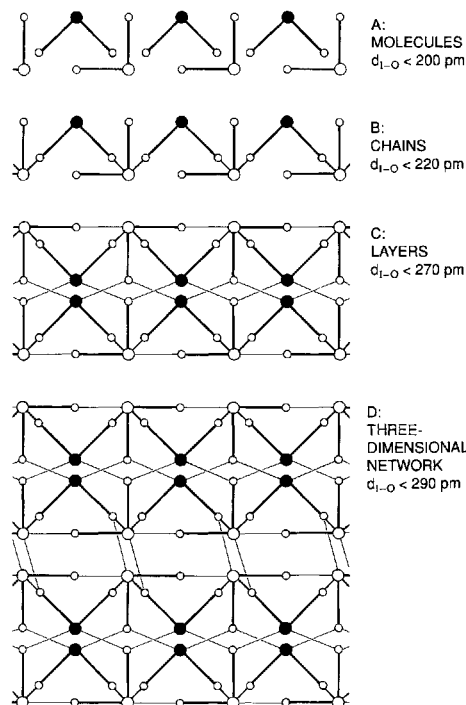 A:
MOLECULES
d_I–O < 200 pm
B:
CHAINS
d_I–O < 220 pm
C:
LAYERS
d_I–O < 270 pm
D:
THREE-
DIMENSIONAL
NETWORK
d_I–O < 290 pm